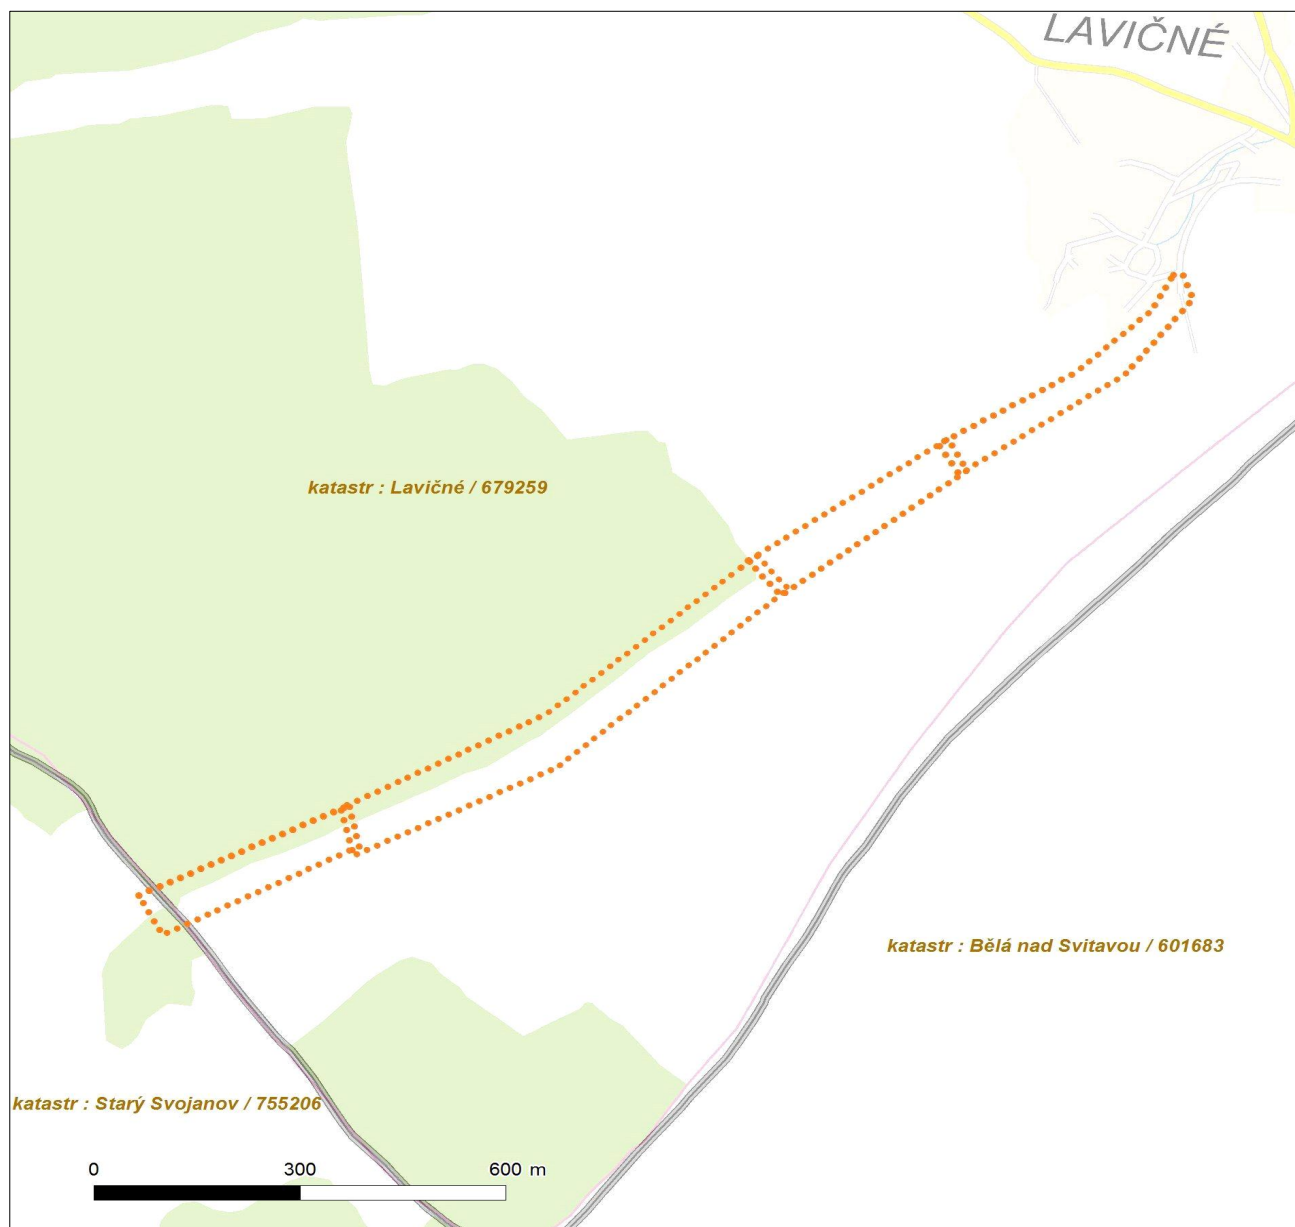 LAVIČNÉ
katastr : Lavičné / 679259
katastr : Bělá nad Svitavou / 601683
katastr : Starý Svojanov / 755206
0 300 600 m